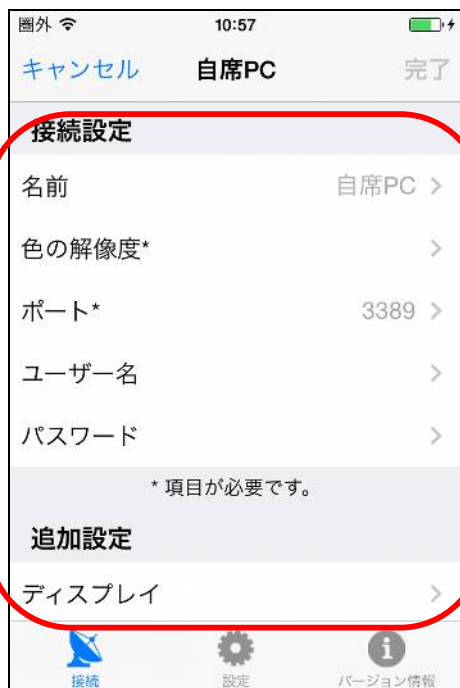 圏外 10:57
キャンセル 自席PC 完了
接続設定
名前 自席PC
色の解像度*
ポート* 3389
ユーザー名
パスワード
* 項目が必要です。
追加設定
ディスプレイ
接続 設定 バージョン情報